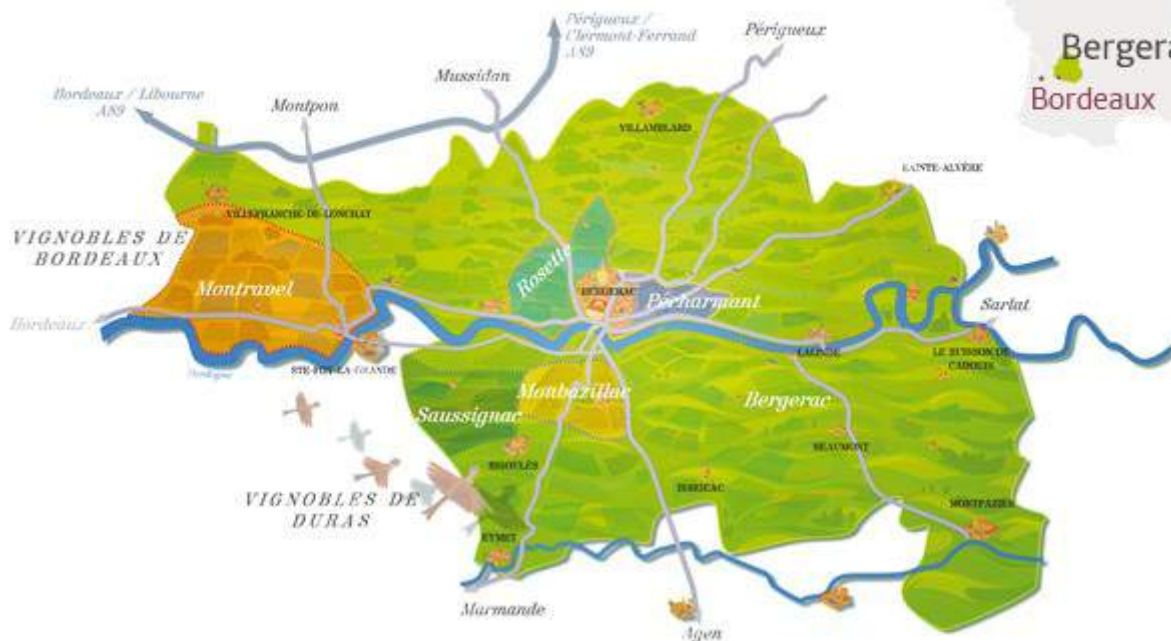 Périgueux /
Clermont-Ferrand
A89
Périgueux
Bergera
Bordeaux
Mussidan
Bordeaux / Libourne
A89
Montpon
VILLAMBLARD
SAINTE-ALVÈRE
VILLEFRANCHE-DE-LONCHAT
VIGNOBLES DE
BORDEAUX
Rosette
Montravel
BERGERAC
Pécharmant
Sarlat
Bordeaux
LALINDE
LE BUISSON DE
CADOUIN
Dordogne
STE-FOY-LA-GRANDE
Monbazillac
Saussignac
Bergerac
BEAUMONT
SIGOULÈS
ISSIGEAC
VIGNOBLES DE
DURAS
MONTPAZIER
EYMET
Marmande
Agen